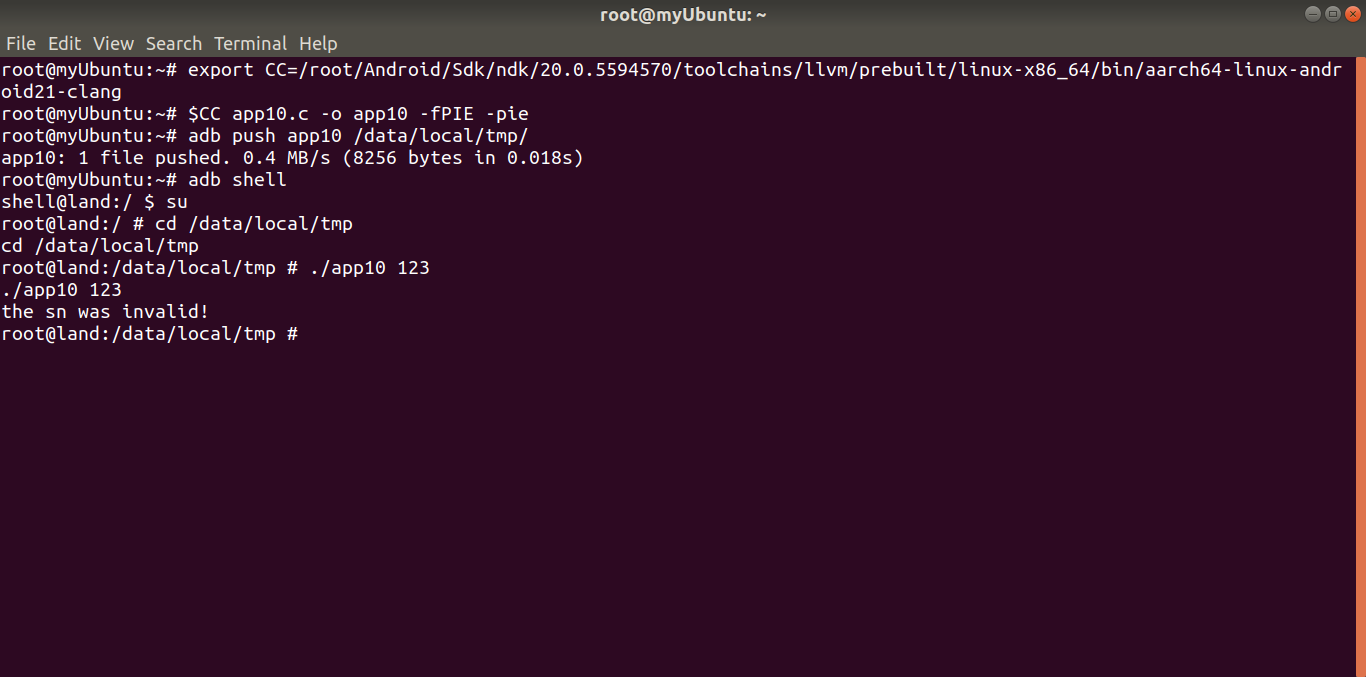 root@myUbuntu: ~
File Edit View Search Terminal Help
root@myUbuntu:~# export CC=/root/Android/Sdk/ndk/20.0.5594570/toolchains/llvm/prebuilt/linux-x86_64/bin/aarch64-linux-andr
oid21-clang
root@myUbuntu:~# $CC app10.c -o app10 -fPIE -pie
root@myUbuntu:~# adb push app10 /data/local/tmp/
app10: 1 file pushed. 0.4 MB/s (8256 bytes in 0.018s)
root@myUbuntu:~# adb shell
shell@land:/ $ su
root@land:/ # cd /data/local/tmp
cd /data/local/tmp
root@land:/data/local/tmp # ./app10 123
./app10 123
the sn was invalid!
root@land:/data/local/tmp #